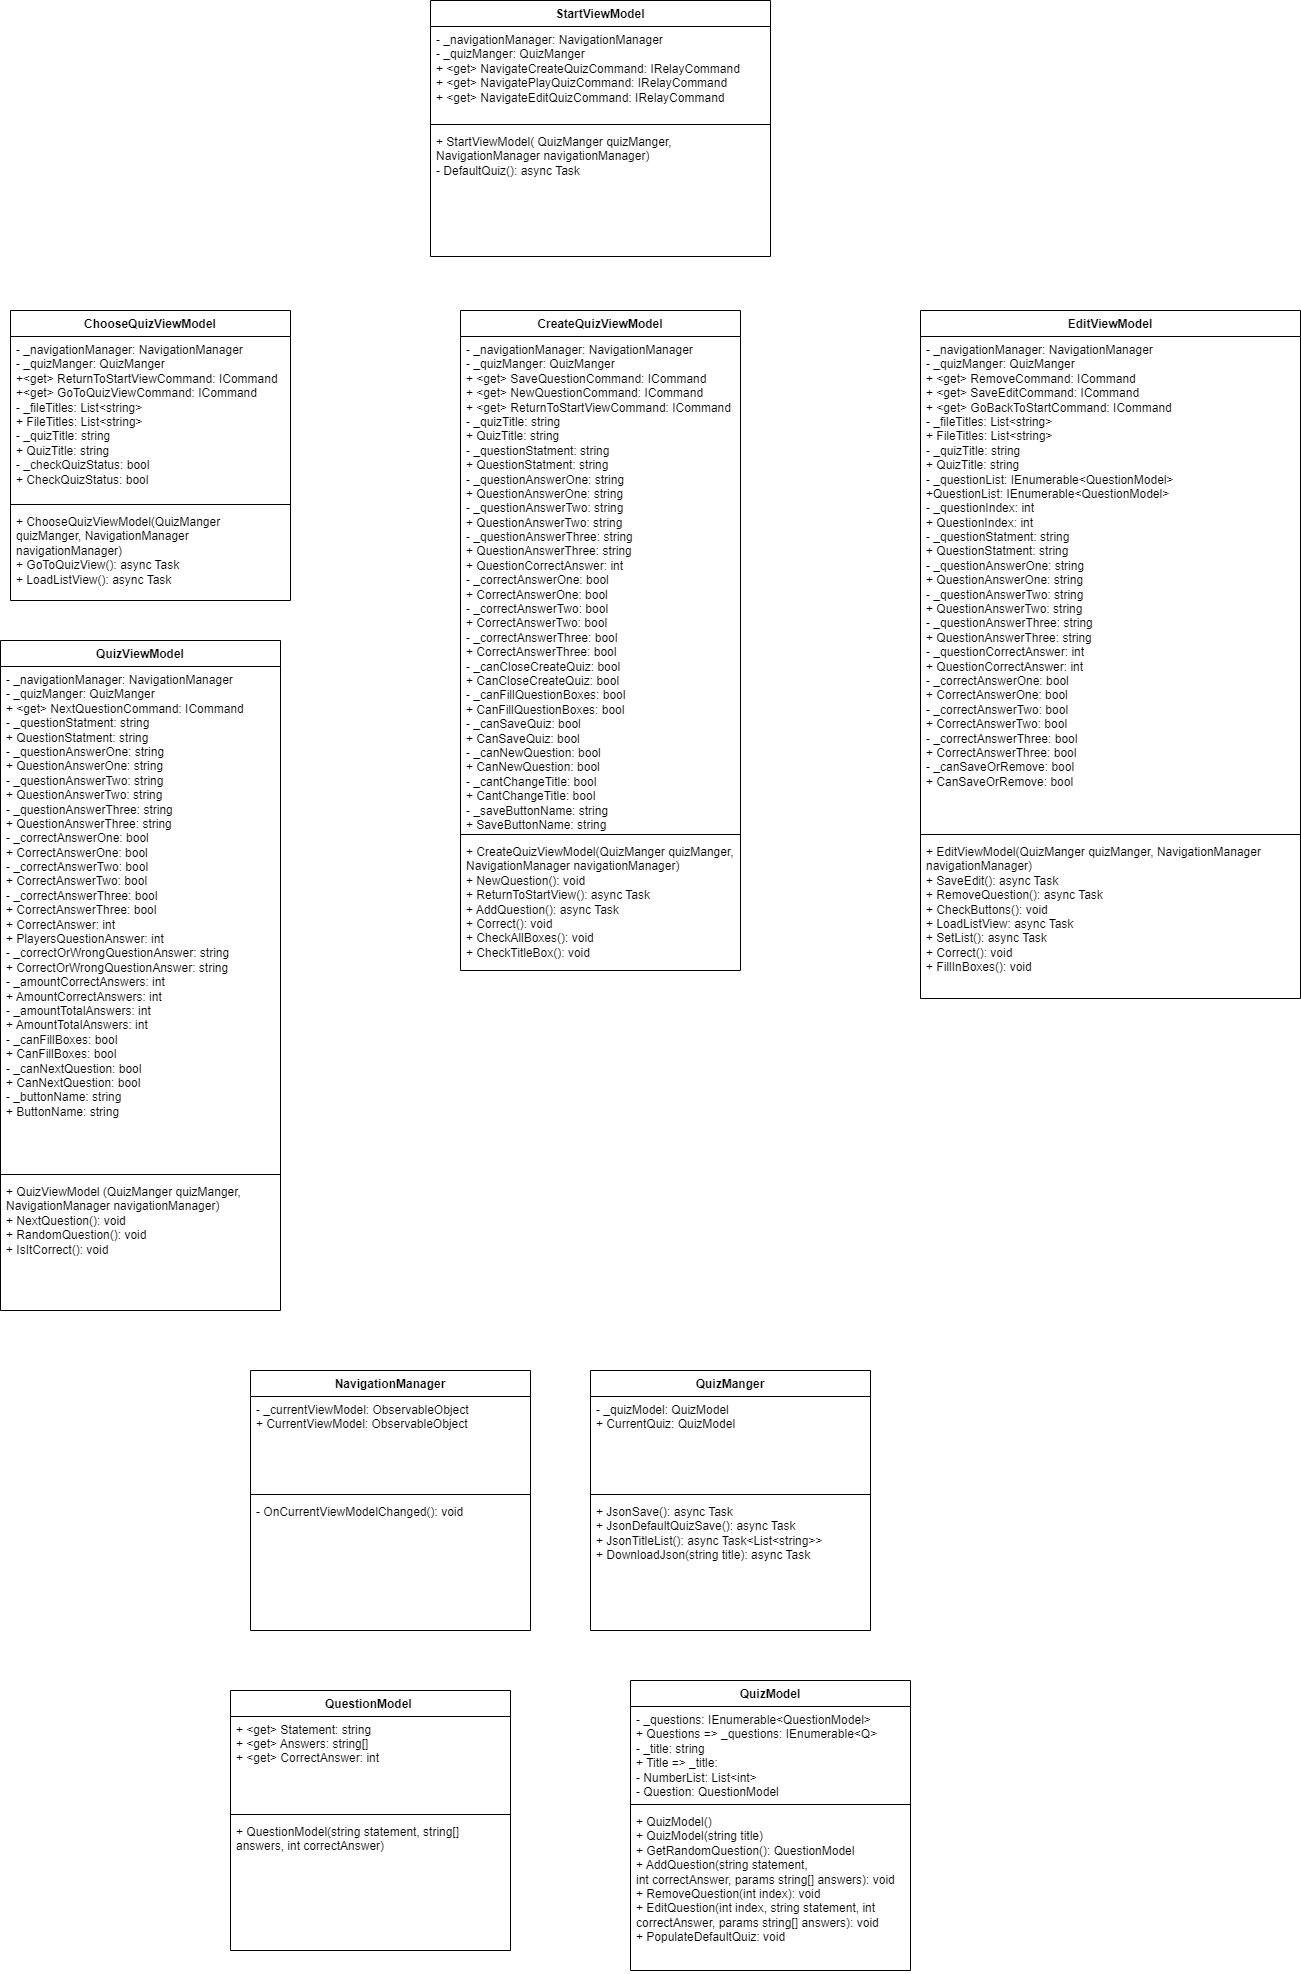 StartViewModel
- _navigationManager: NavigationManager
- _quizManger: QuizManger
+ <get> NavigateCreateQuizCommand: IRelayCommand
+ <get> NavigatePlayQuizCommand: IRelayCommand
+ <get> NavigateEditQuizCommand: IRelayCommand
+ StartViewModel( QuizManger quizManger,
NavigationManager navigationManager)
- DefaultQuiz(): async Task
ChooseQuizViewModel
- _navigationManager: NavigationManager
- _quizManger: QuizManger
+<get> ReturnToStartViewCommand: ICommand
+<get> GoToQuizViewCommand: ICommand
- _fileTitles: List<string>
+ FileTitles: List<string>
- _quizTitle: string
+ QuizTitle: string
- _checkQuizStatus: bool
+ CheckQuizStatus: bool
+ ChooseQuizViewModel(QuizManger
quizManger, NavigationManager
navigationManager)
+ GoToQuizView(): async Task
+ LoadListView(): async Task
CreateQuizViewModel
- _navigationManager: NavigationManager
- _quizManger: QuizManger
+ <get> SaveQuestionCommand: ICommand
+ <get> NewQuestionCommand: ICommand
+ <get> ReturnToStartViewCommand: ICommand
- _quizTitle: string
+ QuizTitle: string
- _questionStatment: string
+ QuestionStatment: string
- _questionAnswerOne: string
+ QuestionAnswerOne: string
- _questionAnswerTwo: string
+ QuestionAnswerTwo: string
- _questionAnswerThree: string
+ QuestionAnswerThree: string
+ QuestionCorrectAnswer: int
- _correctAnswerOne: bool
+ CorrectAnswerOne: bool
- _correctAnswerTwo: bool
+ CorrectAnswerTwo: bool
- _correctAnswerThree: bool
+ CorrectAnswerThree: bool
- _canCloseCreateQuiz: bool
+ CanCloseCreateQuiz: bool
- _canFillQuestionBoxes: bool
+ CanFillQuestionBoxes: bool
- _canSaveQuiz: bool
+ CanSaveQuiz: bool
- _canNewQuestion: bool
+ CanNewQuestion: bool
- _cantChangeTitle: bool
+ CantChangeTitle: bool
- _saveButtonName: string
+ SaveButtonName: string
+ CreateQuizViewModel(QuizManger quizManger,
NavigationManager navigationManager)
+ NewQuestion(): void
+ ReturnToStartView(): async Task
+ AddQuestion(): async Task
+ Correct(): void
+ CheckAllBoxes(): void
+ CheckTitleBox(): void
EditViewModel
- _navigationManager: NavigationManager
- _quizManger: QuizManger
+ <get> RemoveCommand: ICommand
+ <get> SaveEditCommand: ICommand
+ <get> GoBackToStartCommand: ICommand
- _fileTitles: List<string>
+ FileTitles: List<string>
- _quizTitle: string
+ QuizTitle: string
- _questionList: IEnumerable<QuestionModel>
+QuestionList: IEnumerable<QuestionModel>
- _questionIndex: int
+ QuestionIndex: int
- _questionStatment: string
+ QuestionStatment: string
- _questionAnswerOne: string
+ QuestionAnswerOne: string
- _questionAnswerTwo: string
+ QuestionAnswerTwo: string
- _questionAnswerThree: string
+ QuestionAnswerThree: string
- _questionCorrectAnswer: int
+ QuestionCorrectAnswer: int
- _correctAnswerOne: bool
+ CorrectAnswerOne: bool
- _correctAnswerTwo: bool
+ CorrectAnswerTwo: bool
- _correctAnswerThree: bool
+ CorrectAnswerThree: bool
- _canSaveOrRemove: bool
+ CanSaveOrRemove: bool
+ EditViewModel(QuizManger quizManger, NavigationManager
navigationManager)
+ SaveEdit(): async Task
+ RemoveQuestion(): async Task
+ CheckButtons(): void
+ LoadListView: async Task
+ SetList(): async Task
+ Correct(): void
+ FillInBoxes(): void
QuizViewModel
- _navigationManager: NavigationManager
- _quizManger: QuizManger
+ <get> NextQuestionCommand: ICommand
- _questionStatment: string
+ QuestionStatment: string
- _questionAnswerOne: string
+ QuestionAnswerOne: string
- _questionAnswerTwo: string
+ QuestionAnswerTwo: string
- _questionAnswerThree: string
+ QuestionAnswerThree: string
- _correctAnswerOne: bool
+ CorrectAnswerOne: bool
- _correctAnswerTwo: bool
+ CorrectAnswerTwo: bool
- _correctAnswerThree: bool
+ CorrectAnswerThree: bool
+ CorrectAnswer: int
+ PlayersQuestionAnswer: int
- _correctOrWrongQuestionAnswer: string
+ CorrectOrWrongQuestionAnswer: string
- _amountCorrectAnswers: int
+ AmountCorrectAnswers: int
- _amountTotalAnswers: int
+ AmountTotalAnswers: int
- _canFillBoxes: bool
+ CanFillBoxes: bool
- _canNextQuestion: bool
+ CanNextQuestion: bool
- _buttonName: string
+ ButtonName: string
+ QuizViewModel (QuizManger quizManger,
NavigationManager navigationManager)
+ NextQuestion(): void
+ RandomQuestion(): void
+ IsItCorrect(): void
NavigationManager
- _currentViewModel: ObservableObject
+ CurrentViewModel: ObservableObject
- OnCurrentViewModelChanged(): void
QuizManger
- _quizModel: QuizModel
+ CurrentQuiz: QuizModel
+ JsonSave(): async Task
+ JsonDefaultQuizSave(): async Task
+ JsonTitleList(): async Task<List<string>>
+ DownloadJson(string title): async Task
QuestionModel
+ <get> Statement: string
+ <get> Answers: string[]
+ <get> CorrectAnswer: int
+ QuestionModel(string statement, string[]
answers, int correctAnswer)
QuizModel
- _questions: IEnumerable<QuestionModel>
+ Questions => _questions: IEnumerable<Q>
- _title: string
+ Title => _title:
- NumberList: List<int>
- Question: QuestionModel
+ QuizModel()
+ QuizModel(string title)
+ GetRandomQuestion(): QuestionModel
+ AddQuestion(string statement,
int correctAnswer, params string[] answers): void
+ RemoveQuestion(int index): void
+ EditQuestion(int index, string statement, int
correctAnswer, params string[] answers): void
+ PopulateDefaultQuiz: void